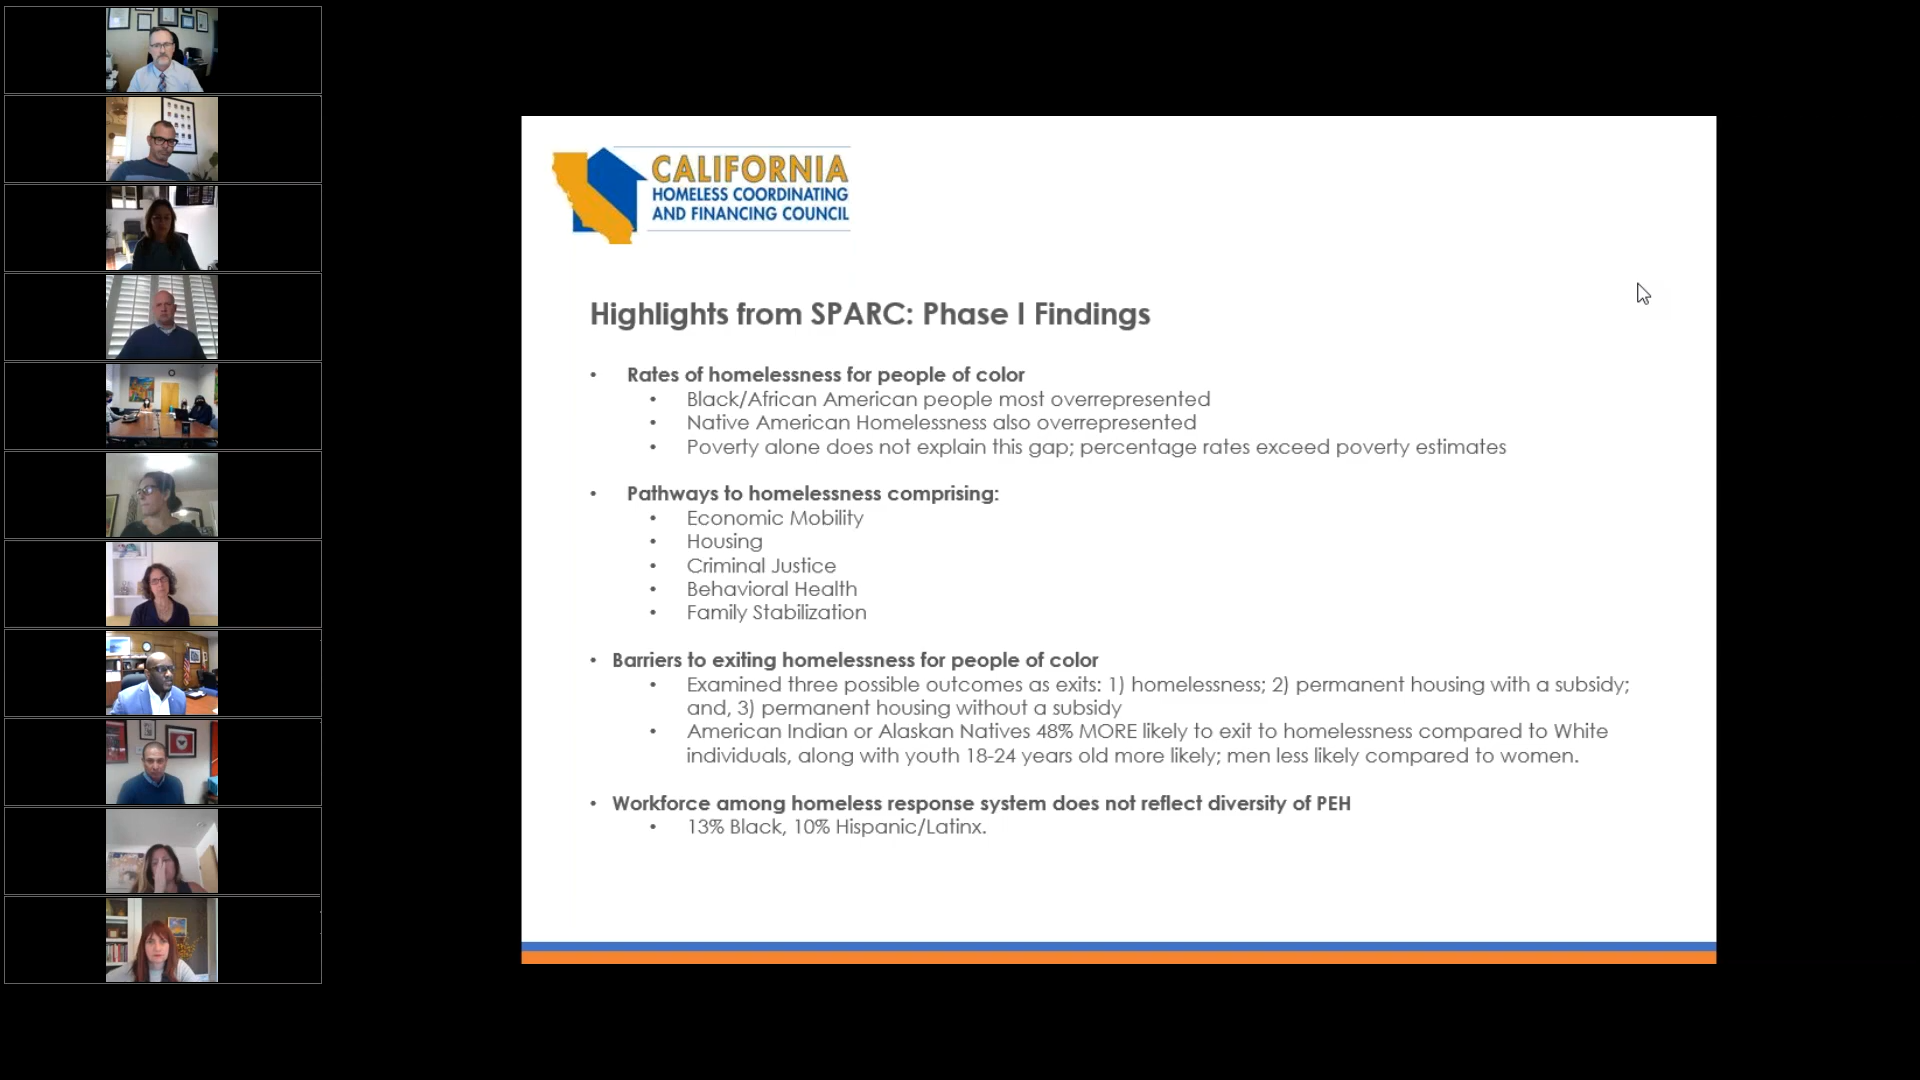 CALIFORNIA
HOMELESS COORDINATING
AND FINANCING COUNCIL
Highlights from SPARC: Phase I Findings
• Rates of homelessness for people of color
• Black/African American people most overrepresented
• Native American Homelessness also overrepresented
• Poverty alone does not explain this gap; percentage rates exceed poverty estimates
• Pathways to homelessness comprising:
• Economic Mobility
• Housing
• Criminal Justice
• Behavioral Health
• Family Stabilization
• Barriers to exiting homelessness for people of color
• Examined three possible outcomes as exits: 1) homelessness; 2) permanent housing with a subsidy;
and, 3) permanent housing without a subsidy
• American Indian or Alaskan Natives 48% MORE likely to exit to homelessness compared to White
individuals, along with youth 18-24 years old more likely; men less likely compared to women.
• Workforce among homeless response system does not reflect diversity of PEH
• 13% Black, 10% Hispanic/Latinx.